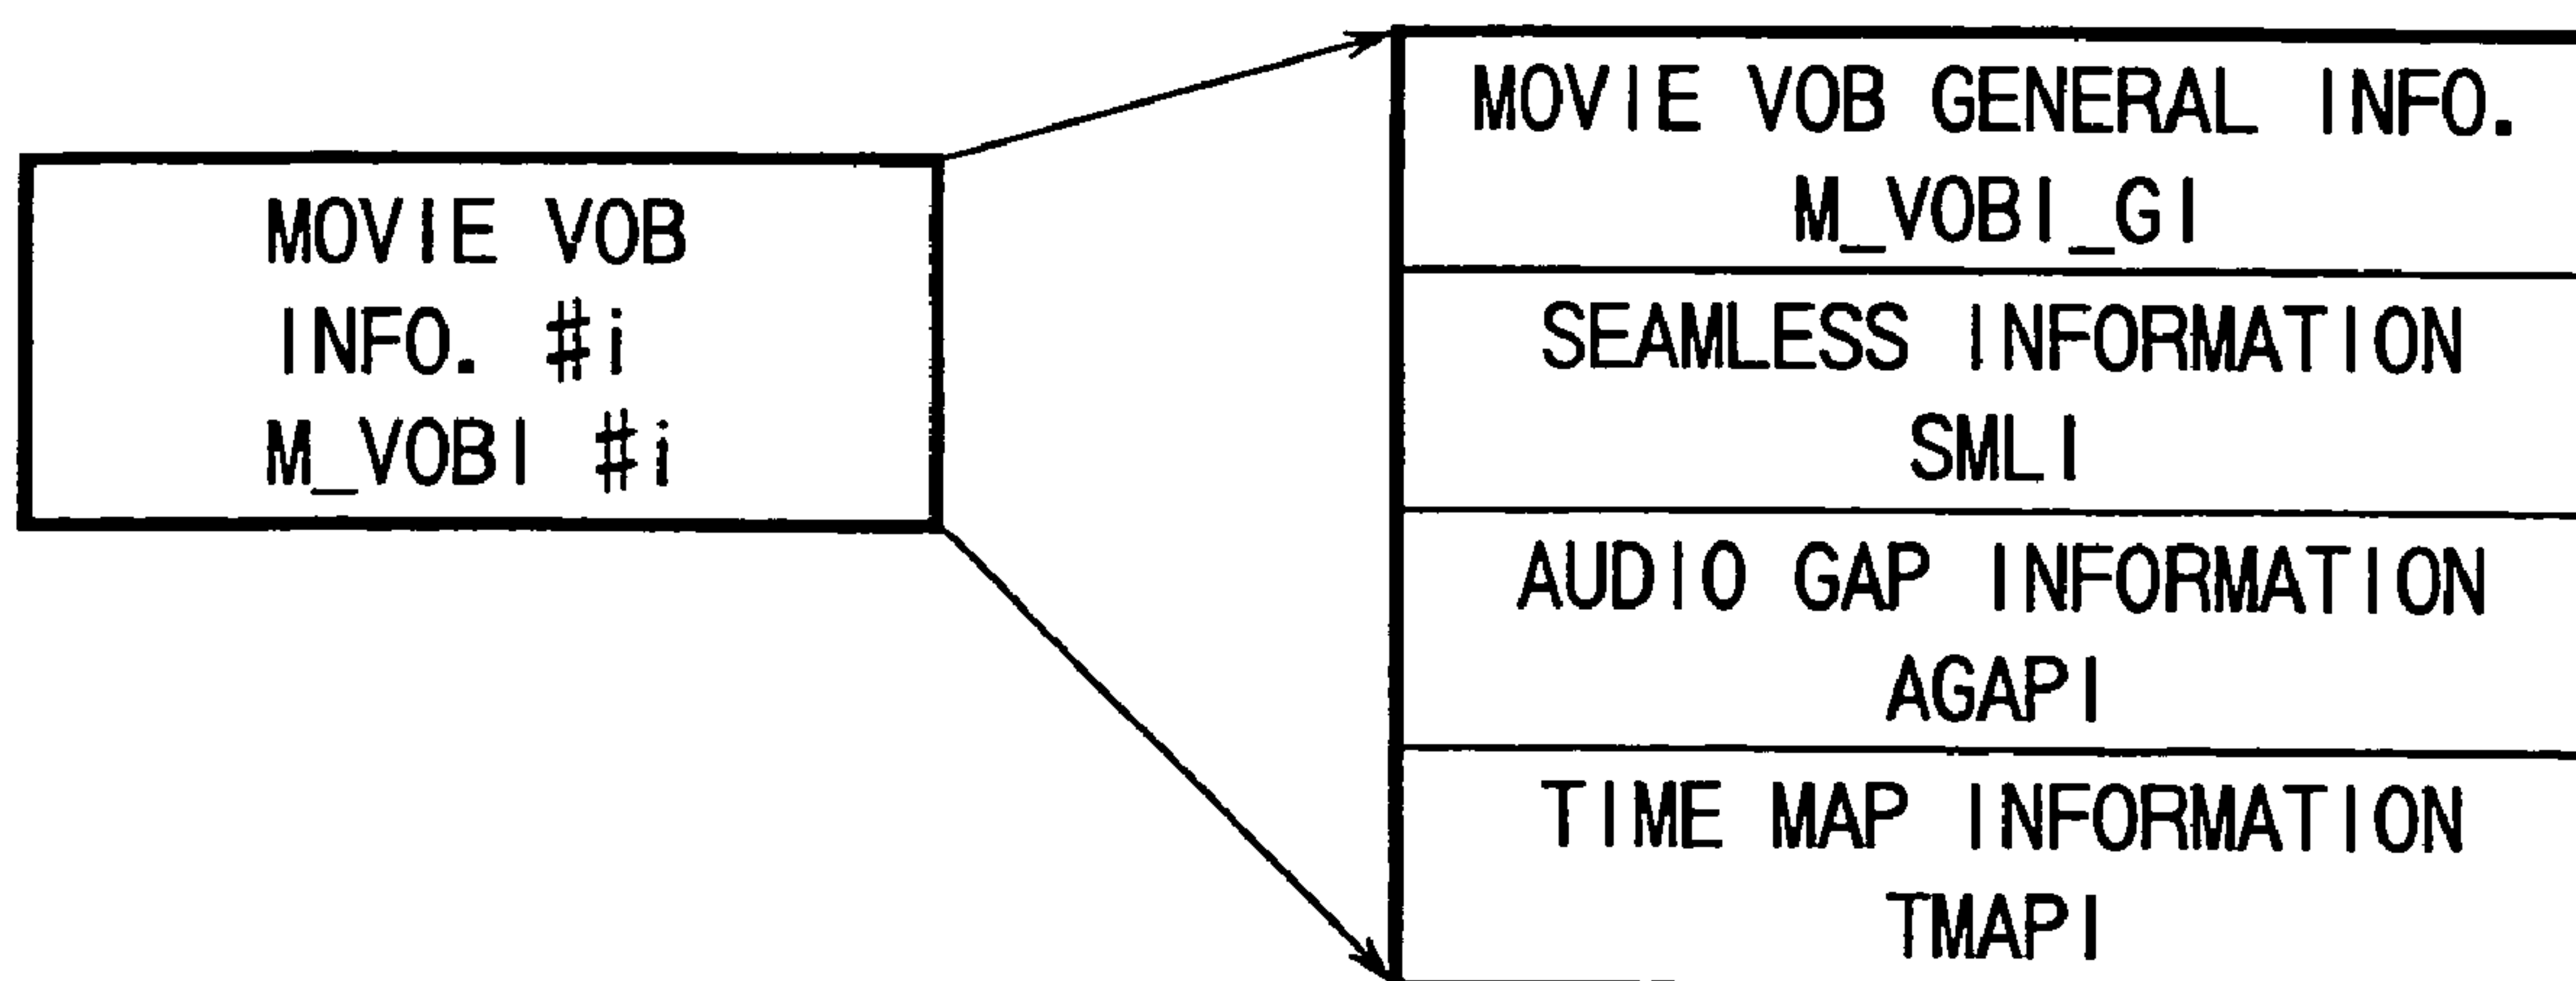 MOVIE VOB
INFO. #i
M_VOBI #i
MOVIE VOB GENERAL INFO.
M_VOBI_GI
SEAMLESS INFORMATION
SMLI
AUDIO GAP INFORMATION
AGAPI
TIME MAP INFORMATION
TMAPI